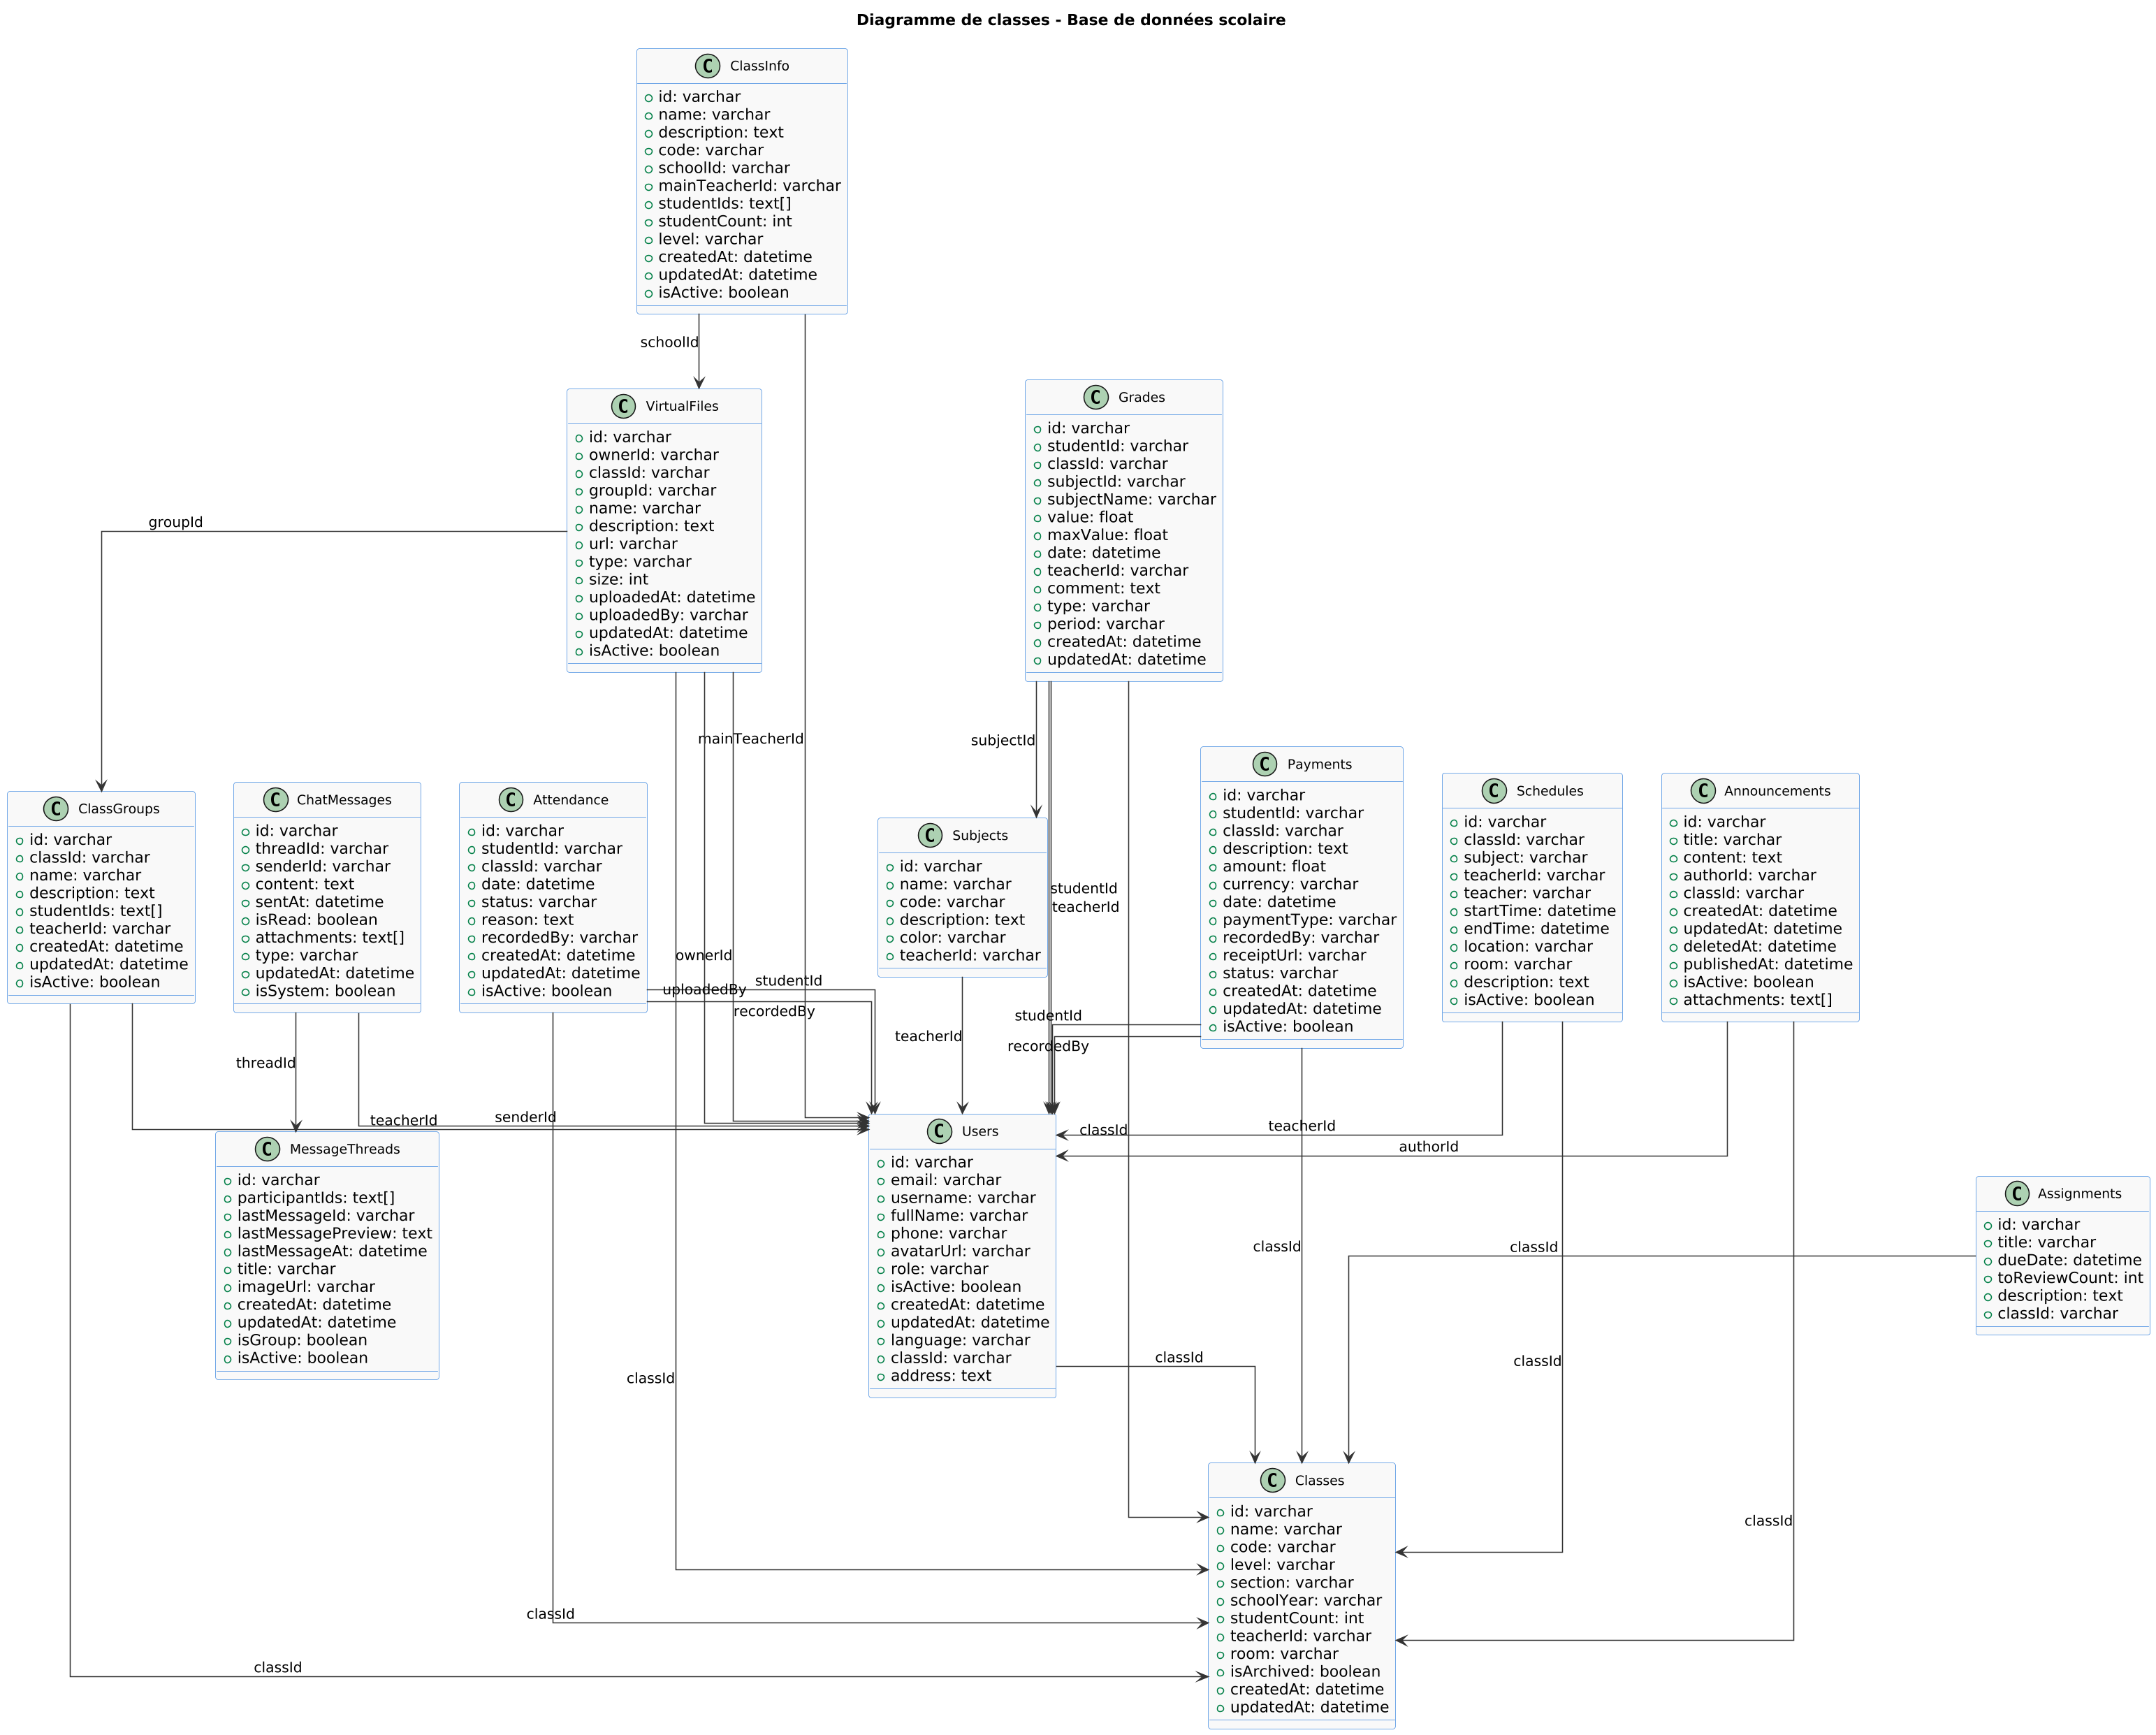 Diagramme de classes - Base de données scolaire
C ClassInfo
id: varchar
name: varchar
description: text
code: varchar
schoolId: varchar
mainTeacherId: varchar
studentIds: text[]
studentCount: int
level: varchar
createdAt: datetime
updatedAt: datetime
isActive: boolean
schoolId
C VirtualFiles
id: varchar
ownerId: varchar
classId: varchar
groupId: varchar
name: varchar
description: text
url: varchar
type: varchar
size: int
uploadedAt: datetime
uploadedBy: varchar
updatedAt: datetime
isActive: boolean
C Grades
id: varchar
studentId: varchar
classId: varchar
subjectId: varchar
subjectName: varchar
value: float
maxValue: float
date: datetime
teacherId: varchar
comment: text
type: varchar
period: varchar
createdAt: datetime
updatedAt: datetime
groupId
mainTeacherId
subjectId
C ClassGroups
id: varchar
classId: varchar
name: varchar
description: text
studentIds: text[]
teacherId: varchar
createdAt: datetime
updatedAt: datetime
isActive: boolean
C ChatMessages
id: varchar
threadId: varchar
senderId: varchar
content: text
sentAt: datetime
isRead: boolean
attachments: text[]
type: varchar
updatedAt: datetime
isSystem: boolean
C Attendance
id: varchar
studentId: varchar
classId: varchar
date: datetime
status: varchar
reason: text
recordedBy: varchar
createdAt: datetime
updatedAt: datetime
isActive: boolean
ownerId
uploadedBy
studentId
recordedBy
C Subjects
id: varchar
name: varchar
code: varchar
description: text
color: varchar
teacherId: varchar
studentId
teacherId
C Payments
id: varchar
studentId: varchar
classId: varchar
description: text
amount: float
currency: varchar
date: datetime
paymentType: varchar
recordedBy: varchar
receiptUrl: varchar
status: varchar
createdAt: datetime
updatedAt: datetime
isActive: boolean
C Schedules
id: varchar
classId: varchar
subject: varchar
teacherId: varchar
teacher: varchar
startTime: datetime
endTime: datetime
location: varchar
room: varchar
description: text
isActive: boolean
C Announcements
id: varchar
title: varchar
content: text
authorId: varchar
classId: varchar
createdAt: datetime
updatedAt: datetime
deletedAt: datetime
publishedAt: datetime
isActive: boolean
attachments: text[]
threadId
teacherId
studentId
recordedBy
teacherId
senderId
classId
teacherId
authorId
C MessageThreads
id: varchar
participantIds: text[]
lastMessageId: varchar
lastMessagePreview: text
lastMessageAt: datetime
title: varchar
imageUrl: varchar
createdAt: datetime
updatedAt: datetime
isGroup: boolean
isActive: boolean
C Users
id: varchar
email: varchar
username: varchar
fullName: varchar
phone: varchar
avatarUrl: varchar
role: varchar
isActive: boolean
createdAt: datetime
updatedAt: datetime
language: varchar
classId: varchar
address: text
C Assignments
id: varchar
title: varchar
dueDate: datetime
toReviewCount: int
description: text
classId: varchar
classId
classId
classId
classId
classId
classId
C Classes
id: varchar
name: varchar
code: varchar
level: varchar
section: varchar
schoolYear: varchar
studentCount: int
teacherId: varchar
room: varchar
isArchived: boolean
createdAt: datetime
updatedAt: datetime
classId
classId